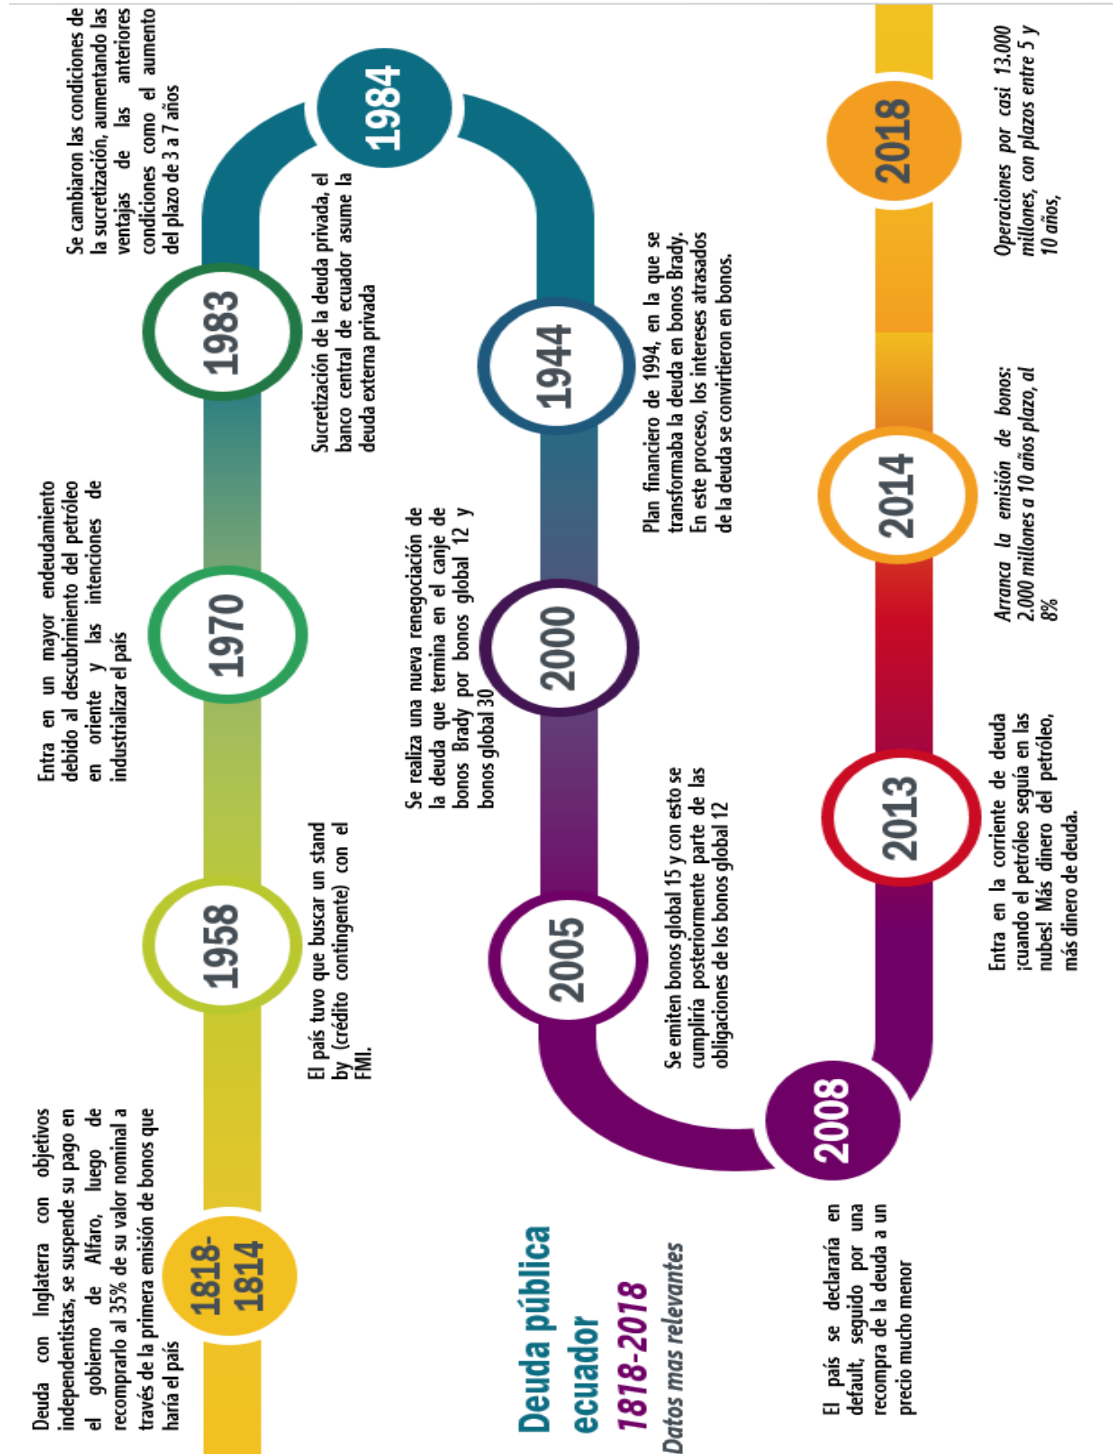 Deuda pública
ecuador
1818-2018
Datos mas relevantes
Deuda con Inglaterra con objetivos
independentistas, se suspende su pago en
el gobierno de Alfaro, luego de
recomprarlo al 35% de su valor nominal a
través de la primera emisión de bonos que
haría el país
1818-
1814
1958
El país tuvo que buscar un stand
by (crédito contingente) con el
FMI.
Entra en un mayor endeudamiento
debido al descubrimiento del petróleo
en oriente y las intenciones de
industrializar el país
1970
1983
Sucretización de la deuda privada, el
banco central de ecuador asume la
deuda externa privada
Se cambiaron las condiciones de
la sucretización, aumentando las
ventajas de las anteriores
condiciones como el aumento
del plazo de 3 a 7 años
1984
1944
Plan financiero de 1994, en la que se
transformaba la deuda en bonos Brady.
En este proceso, los intereses atrasados
de la deuda se convirtieron en bonos.
Se realiza una nueva renegociación de
la deuda que termina en el canje de
bonos Brady por bonos global 12 y
bonos global 30
2000
2005
Se emiten bonos global 15 y con esto se
cumpliría posteriormente parte de las
obligaciones de los bonos global 12
2008
El país se declararía en
default, seguido por una
recompra de la deuda a un
precio mucho menor
2013
Entra en la corriente de deuda
¡cuando el petróleo seguía en las
nubes! Más dinero del petróleo,
más dinero de deuda.
2014
Arranca la emisión de bonos:
2.000 millones a 10 años plazo, al
8%
2018
Operaciones por casi 13.000
millones, con plazos entre 5 y
10 años,